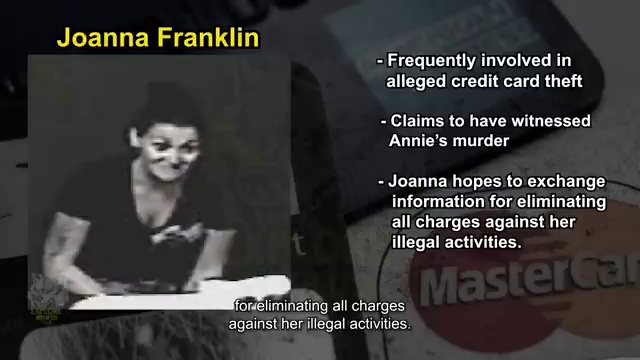 Joanna Franklin
- Frequently involved in
alleged credit card theft
- Claims to have witnessed
Annie's murder
- Joanna hopes to exchange
information for eliminating
all charges against her
illegal activities.
MasterCar
for eliminating all charges
against her illegal activities.